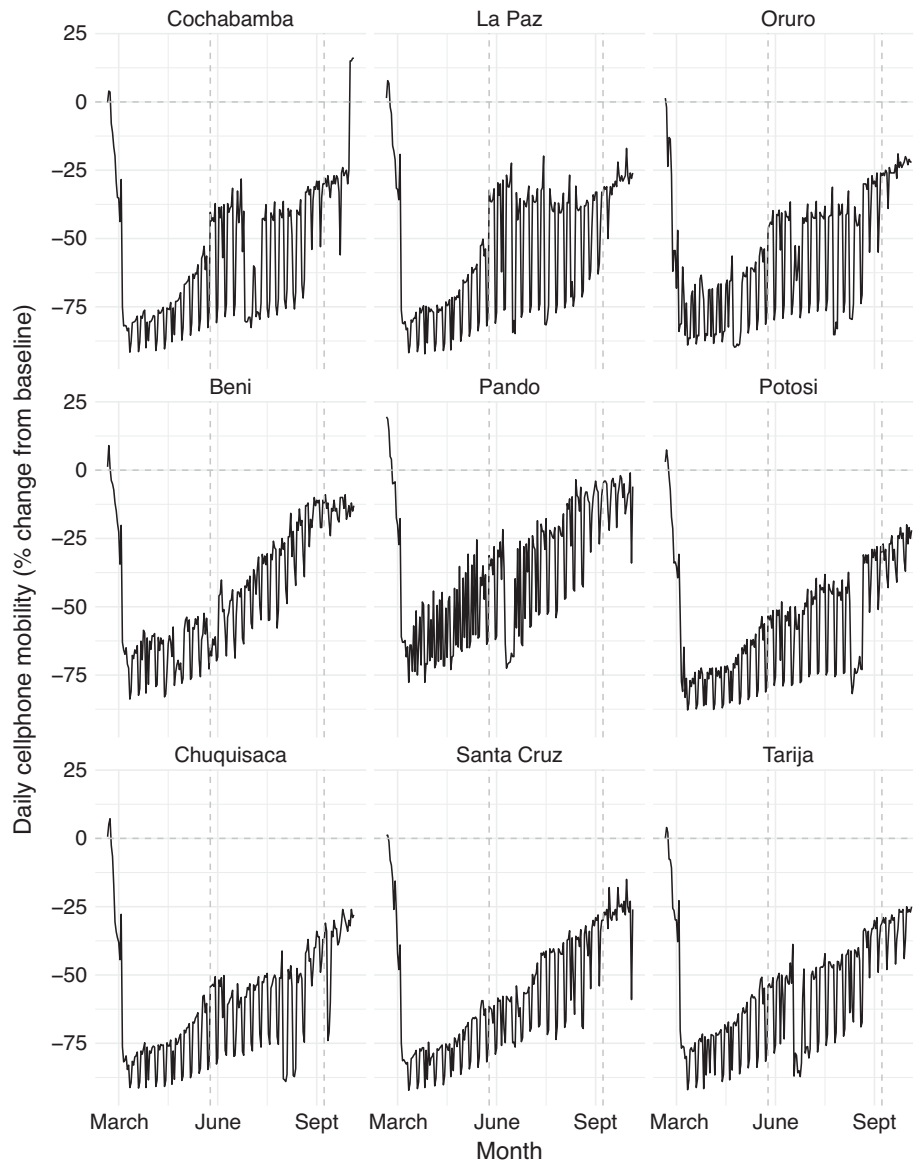 Cochabamba La Paz Oruro
25
0
−25
−50
−75
Beni Pando Potosi
25
0
−25
−50
−75
Chuquisaca Santa Cruz Tarija
25
0
−25
−50
−75
March June Sept March June Sept March June Sept
Month
Daily cellphone mobility (% change from baseline)